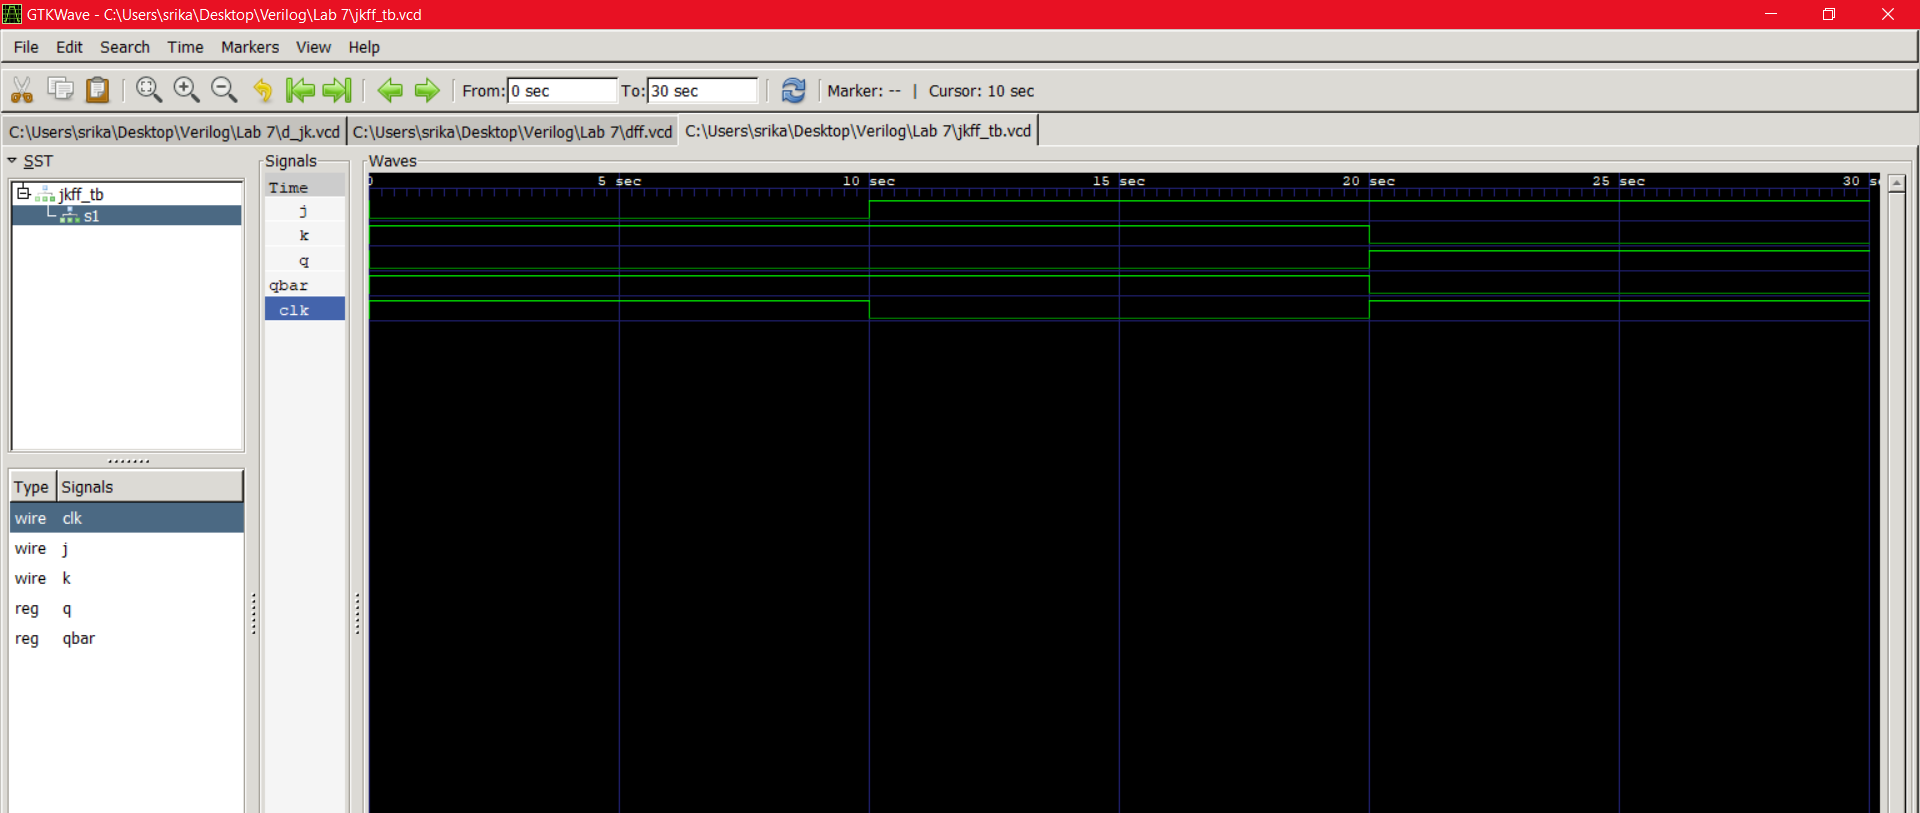 GTKWave - C:\Users\srika\Desktop\Verilog\Lab 7\jkff_tb.vcd
File Edit Search Time Markers View Help
From: 0 sec To: 30 sec Marker: -- | Cursor: 10 sec
C:\Users\srika\Desktop\Verilog\Lab 7\d_jk.vcd C:\Users\srika\Desktop\Verilog\Lab 7\dff.vcd C:\Users\srika\Desktop\Verilog\Lab 7\jkff_tb.vcd
SST
jkff_tb
s1
Type Signals
wire clk
wire j
wire k
reg q
reg qbar
Signals
Time
j
k
q
qbar
clk
Waves
0 5 sec 10 sec 15 sec 20 sec 25 sec 30 s